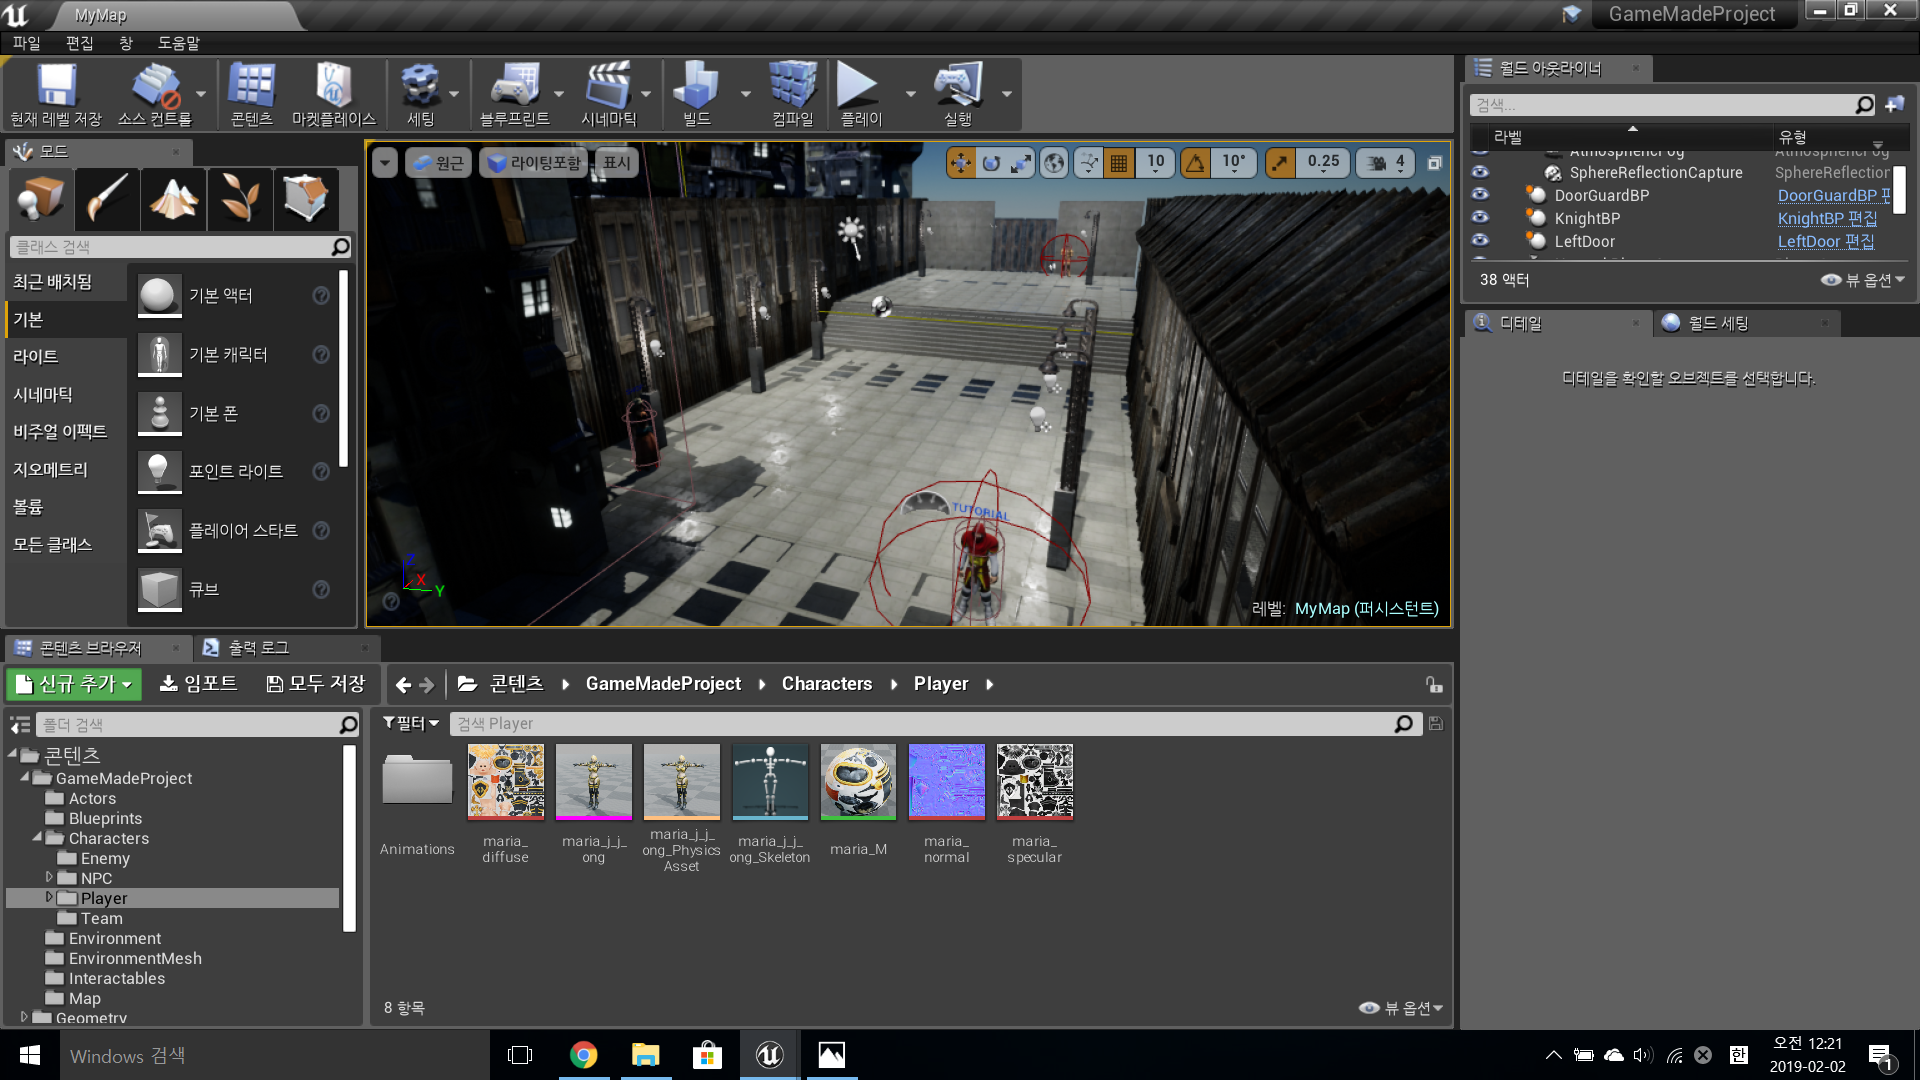 MyMap
GameMadeProject
파일 편집 창 도움말
현재 레벨 저장 소스 컨트롤 콘텐츠 마켓플레이스 세팅 블루프린트 시네마틱 빌드 컴파일 플레이 실행
월드 아웃라이너
검색...
라벨 유형
AtmosphericFog AtmosphericFog
SphereReflectionCapture SphereReflection
DoorGuardBP DoorGuardBP 편
KnightBP KnightBP 편집
LeftDoor LeftDoor 편집
38 액터 뷰 옵션
디테일 월드 세팅
디테일을 확인할 오브젝트를 선택합니다.
모드
클래스 검색
최근 배치됨
기본
라이트
시네마틱
비주얼 이펙트
지오메트리
볼륨
모든 클래스
기본 액터
기본 캐릭터
기본 폰
포인트 라이트
플레이어 스타트
큐브
원근 라이팅포함 표시
10 10° 0.25 4
TUTORIAL
Z
X
Y
레벨: MyMap (퍼시스턴트)
콘텐츠 브라우저 출력 로그
신규 추가 임포트 모두 저장
콘텐츠 GameMadeProject Characters Player
폴더 검색
콘텐츠
GameMadeProject
Actors
Blueprints
Characters
Enemy
NPC
Player
Team
Environment
EnvironmentMesh
Interactables
Map
Geometry
필터 검색 Player
Animations
maria_
diffuse
maria_j_j_
ong
maria_j_j_
ong_Physics
Asset
maria_j_j_
ong_Skeleton
maria_M
maria_
normal
maria_
specular
8 항목 뷰 옵션
Windows 검색
한
오전 12:21
2019-02-02
1